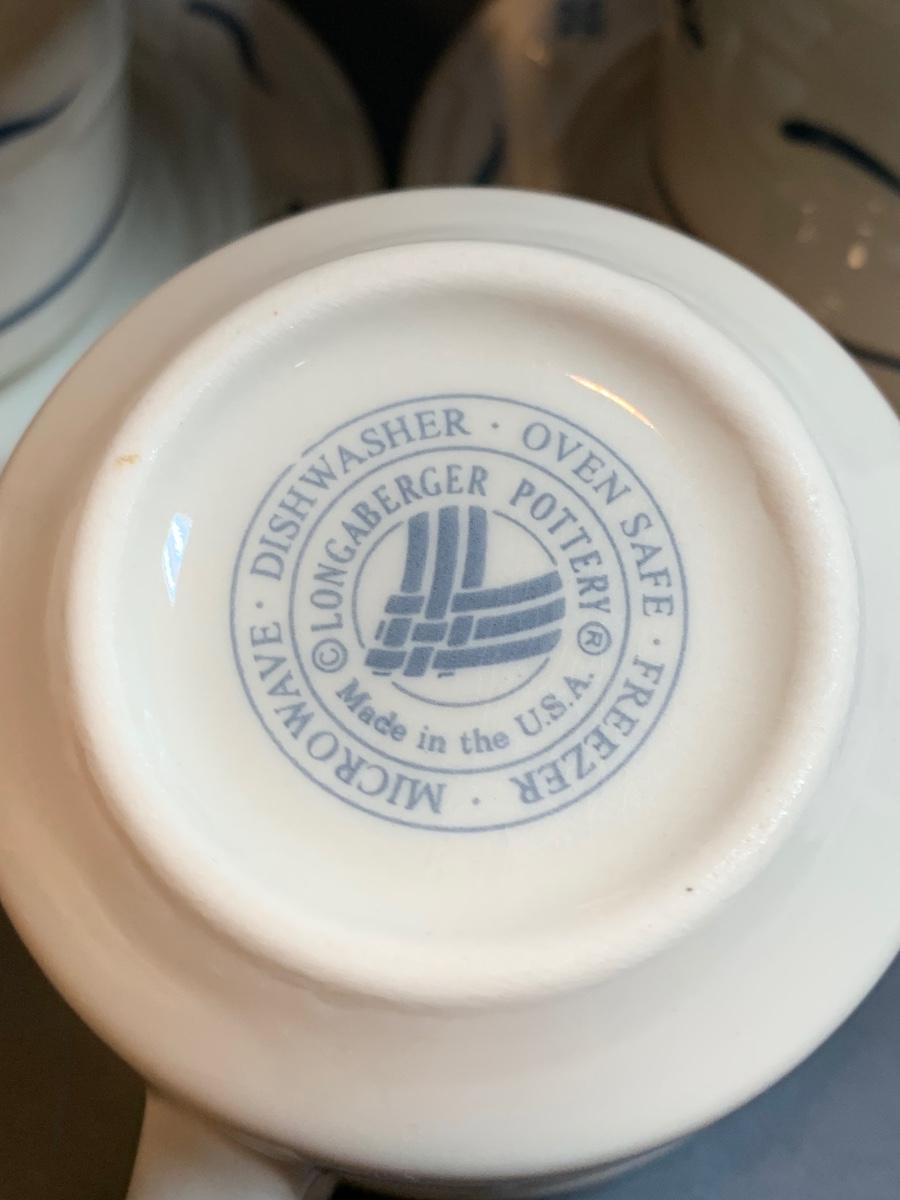 MICROWAVE · DISHWASHER · OVEN SAFE · FREEZER ·
© LONGABERGER POTTERY ®
Made in the U.S.A.